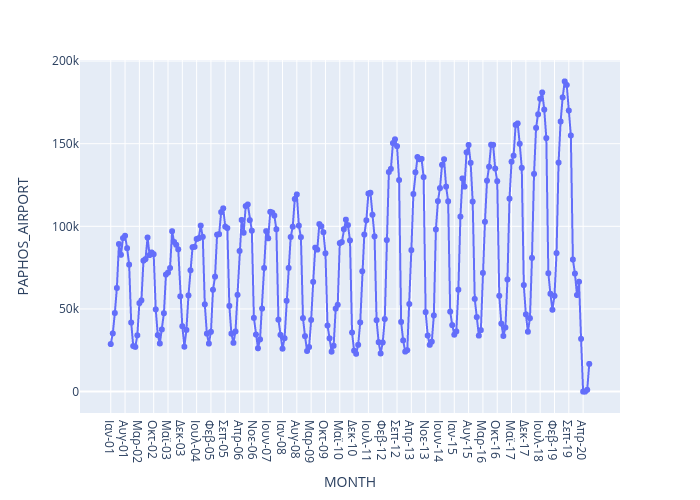 200k
150k
100k
50k
0
PAPHOS_AIRPORT
Ιαν-01
Αυγ-01
Μαρ-02
Οκτ-02
Μαϊ-03
Δεκ-03
Ιουλ-04
Φεβ-05
Σεπ-05
Απρ-06
Νοε-06
Ιουν-07
Ιαν-08
Αυγ-08
Μαρ-09
Οκτ-09
Μαϊ-10
Δεκ-10
Ιουλ-11
Φεβ-12
Σεπ-12
Απρ-13
Νοε-13
Ιουν-14
Ιαν-15
Αυγ-15
Μαρ-16
Οκτ-16
Μαϊ-17
Δεκ-17
Ιουλ-18
Φεβ-19
Σεπ-19
Απρ-20
MONTH